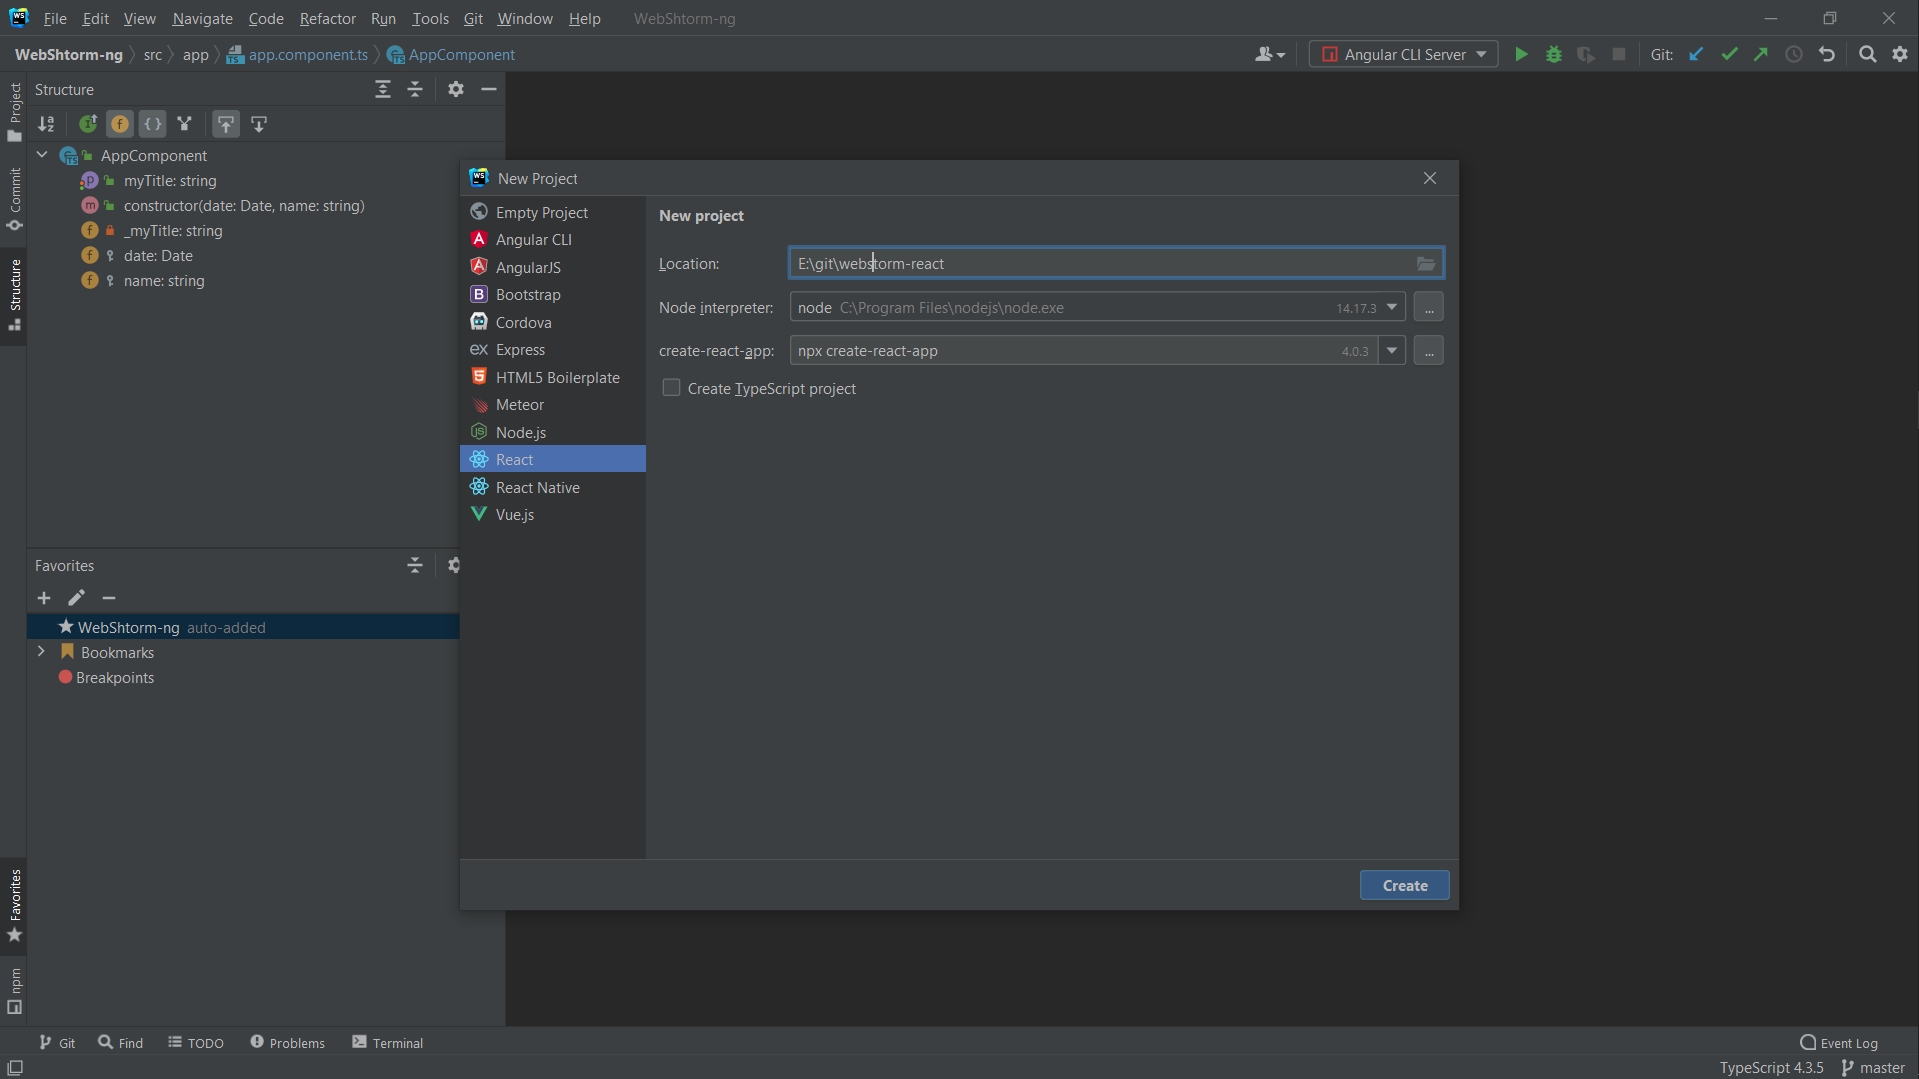 File Edit View Navigate Code Refactor Run Tools Git Window Help WebShtorm-ng
WebShtorm-ng src app app.component.ts AppComponent Angular CLI Server Git:
Project
Commit
Structure
Favorites
npm
Structure
AppComponent
myTitle: string
constructor(date: Date, name: string)
_myTitle: string
date: Date
name: string
Favorites
WebShtorm-ng auto-added
Bookmarks
Breakpoints
New Project
Empty Project
Angular CLI
AngularJS
Bootstrap
Cordova
Express
HTML5 Boilerplate
Meteor
Node.js
React
React Native
Vue.js
New project
Location: E:\git\webstorm-react
Node interpreter: node C:\Program Files\nodejs\node.exe 14.17.3 ...
create-react-app: npx create-react-app 4.0.3 ...
Create TypeScript project
Create
Git Find TODO Problems Terminal Event Log
TypeScript 4.3.5 master